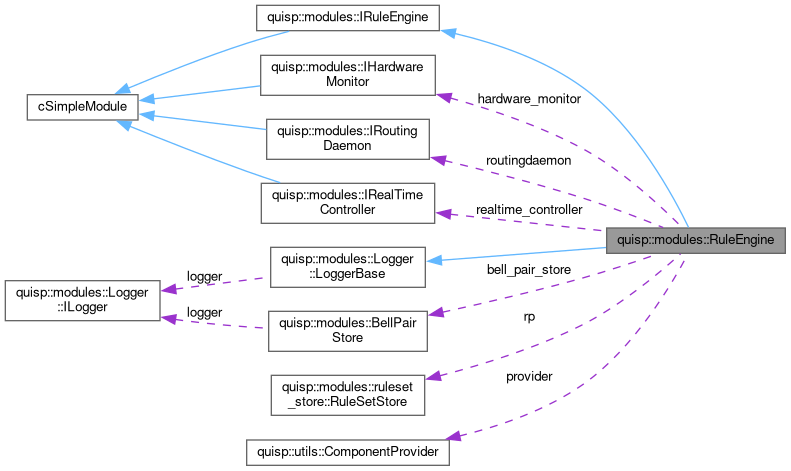 quisp::modules::IRuleEngine
quisp::modules::IHardware
Monitor
hardware_monitor
cSimpleModule
quisp::modules::IRouting
Daemon
routingdaemon
quisp::modules::IRealTime
Controller
realtime_controller
quisp::modules::RuleEngine
quisp::modules::Logger
::LoggerBase
bell_pair_store
logger
quisp::modules::Logger
::ILogger
logger
quisp::modules::BellPair
Store
rp
quisp::modules::ruleset
_store::RuleSetStore
provider
quisp::utils::ComponentProvider